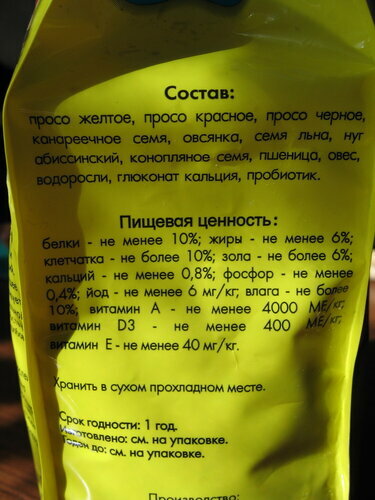 Состав:
просо желтое, просо красное, просо черное,
канареечное семя, овсянка, семя льна, нуг
абиссинский, конопляное семя, пшеница, овес,
водоросли, глюконат кальция, пробиотик.
Пищевая ценность:
белки - не менее 10%; жиры - не менее 6%;
клетчатка - не более 10%; зола - не более 6%;
кальций - не менее 0,8%; фосфор - не менее
0,4%; йод - не менее 6 мг/кг; влага - не более
10%; витамин А - не менее 4000 МЕ/кг;
витамин D3 - не менее 400 МЕ/кг;
витамин Е - не менее 40 мг/кг.
Хранить в сухом прохладном месте.
Срок годности: 1 год.
Изготовлено: см. на упаковке.
Годен до: см. на упаковке.
Производитель: